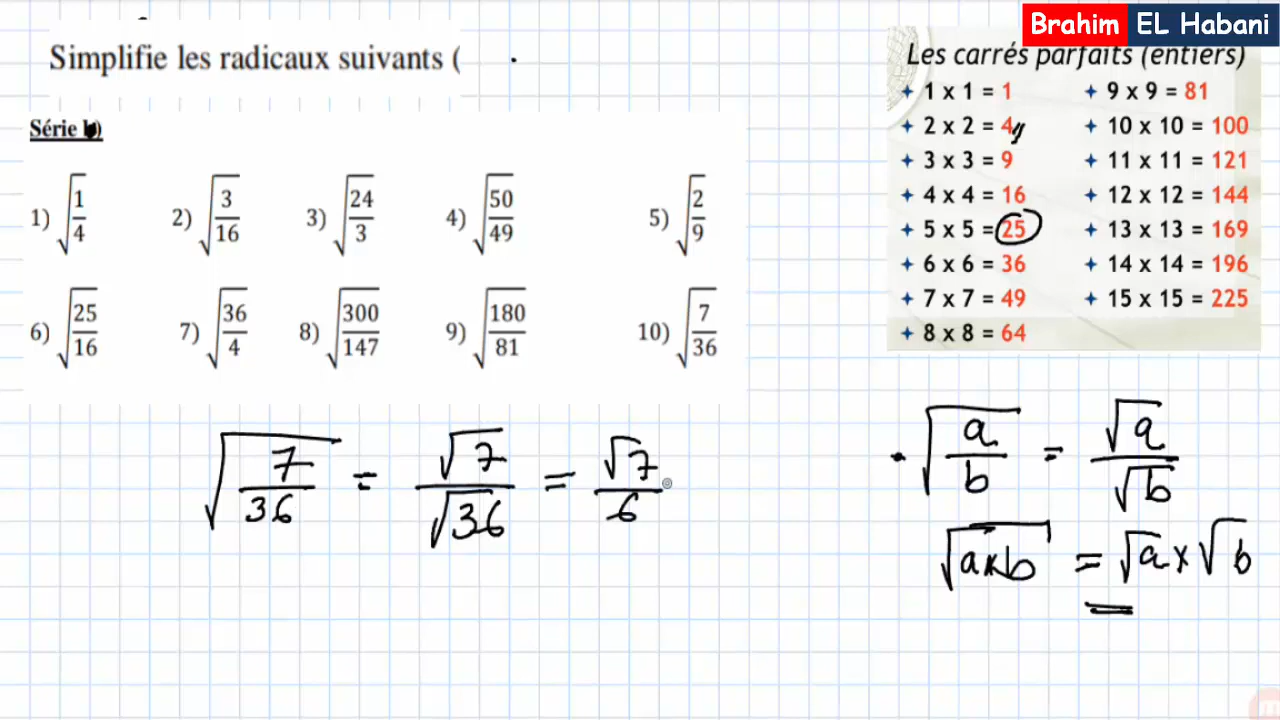 Brahim EL Habani
Simplifie les radicaux suivants (
Série b)
1) √(1/4) 2) √(3/16) 3) √(24/3) 4) √(50/49) 5) √(2/9)
6) √(25/16) 7) √(36/4) 8) √(300/147) 9) √(180/81) 10) √(7/36)
Les carrés parfaits (entiers)
1 x 1 = 1
2 x 2 = 4
3 x 3 = 9
4 x 4 = 16
5 x 5 = 25
6 x 6 = 36
7 x 7 = 49
8 x 8 = 64
9 x 9 = 81
10 x 10 = 100
11 x 11 = 121
12 x 12 = 144
13 x 13 = 169
14 x 14 = 196
15 x 15 = 225
√(7/36) = √7/√36 = √7/6
√(a/b) = √a/√b
√(a×b) = √a × √b